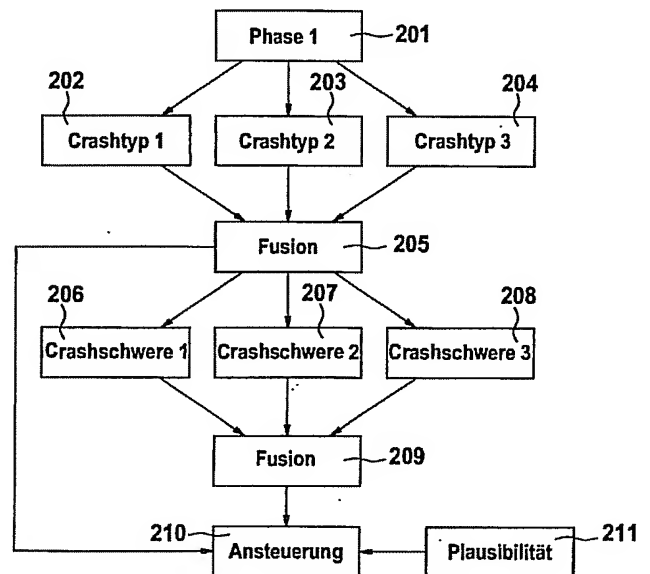 Phase 1
201
202
203
204
Crashtyp 1
Crashtyp 2
Crashtyp 3
Fusion
205
206
207
208
Crashschwere 1
Crashschwere 2
Crashschwere 3
Fusion
209
210
211
Ansteuerung
Plausibilität